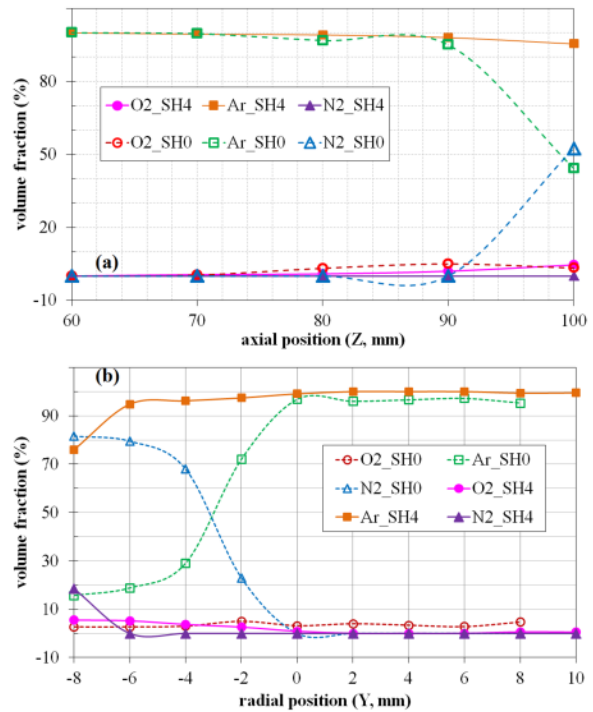 volume fraction (%)
80
50
20
-10
O2_SH4 Ar_SH4 N2_SH4
O2_SH0 Ar_SH0 N2_SH0
(a)
60 70 80 90 100
axial position (Z, mm)
(b)
volume fraction (%)
90
70
50
30
10
-10
O2_SH0 Ar_SH0
N2_SH0 O2_SH4
Ar_SH4 N2_SH4
-8 -6 -4 -2 0 2 4 6 8 10
radial position (Y, mm)